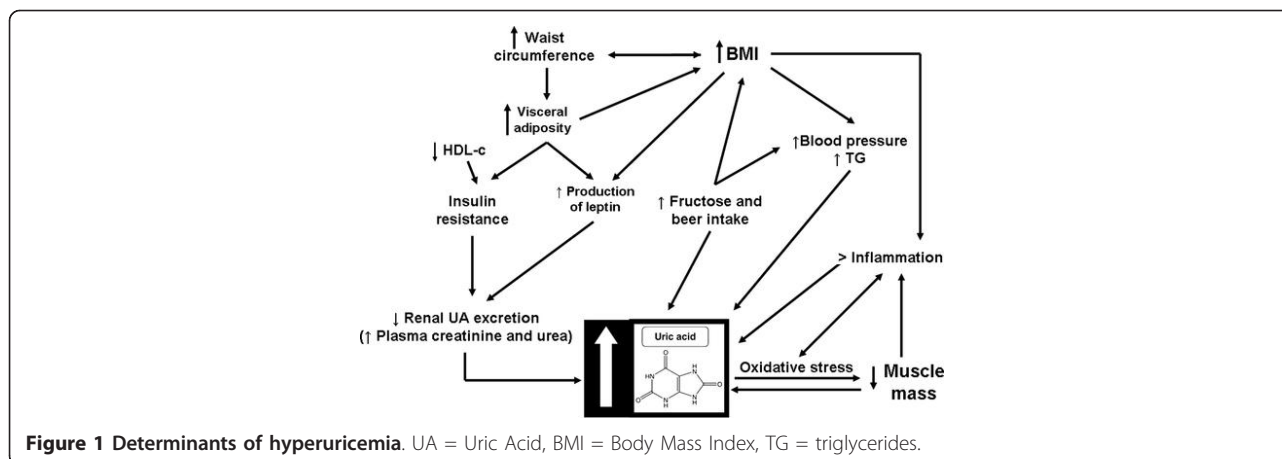 ↑ Waist
circumference
↑ BMI
↑ Visceral
adiposity
↓ HDL-c
↑Blood pressure
↑ TG
Insulin
resistance
↑ Production
of leptin
↑ Fructose and
beer intake
> Inflammation
↓ Renal UA excretion
(↑ Plasma creatinine and urea)
Uric acid
O
H
N
HN
O
O
N
H
N
H
Oxidative stress
↓ Muscle
mass
Figure 1 Determinants of hyperuricemia. UA = Uric Acid, BMI = Body Mass Index, TG = triglycerides.